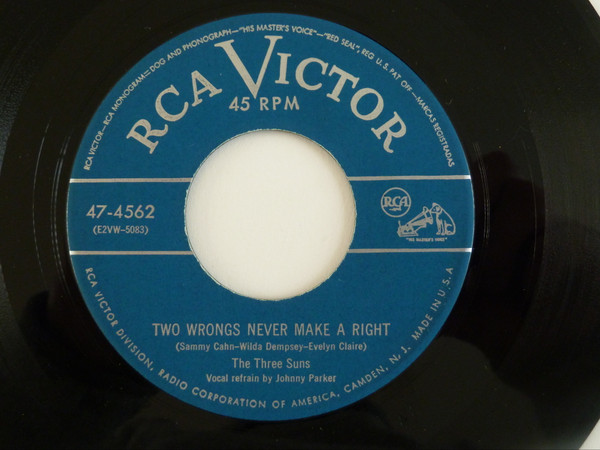 RCA VICTOR—RCA MONOGRAM—DOG AND PHONOGRAPH—"HIS MASTER'S VOICE"—"RED SEAL", REG. U.S. PAT. OFF.—MARCAS REGISTRADAS
RCA VICTOR
45 RPM
47-4562
(E2VW-5083)
RCA
"HIS MASTER'S VOICE"
TWO WRONGS NEVER MAKE A RIGHT
(Sammy Cahn-Wilda Dempsey-Evelyn Claire)
The Three Suns
Vocal refrain by Johnny Parker
RCA VICTOR DIVISION, RADIO CORPORATION OF AMERICA, CAMDEN, N. J. MADE IN U.S.A